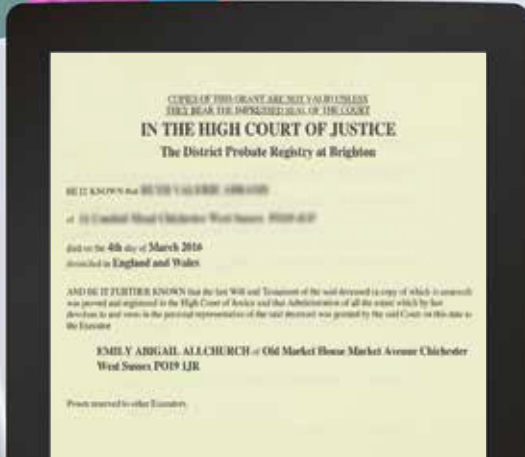 COPIES OF THIS GRANT ARE NOT VALID UNLESS
THEY BEAR THE IMPRESSED SEAL OF THE COURT
IN THE HIGH COURT OF JUSTICE
The District Probate Registry at Brighton
BE IT KNOWN that
of
died on the 4th day of March 2016
domiciled in England and Wales
AND BE IT FURTHER KNOWN that the last Will and Testament of the said deceased (a copy of which is annexed)
was proved and registered in the High Court of Justice and that Administration of all the estate which by law
devolves to and vests in the personal representative of the said deceased was granted by the said Court on this date to
the Executor
EMILY ABIGAIL ALLCHURCH of Old Market House Market Avenue Chichester
West Sussex PO19 1JR
Power reserved to other Executors.